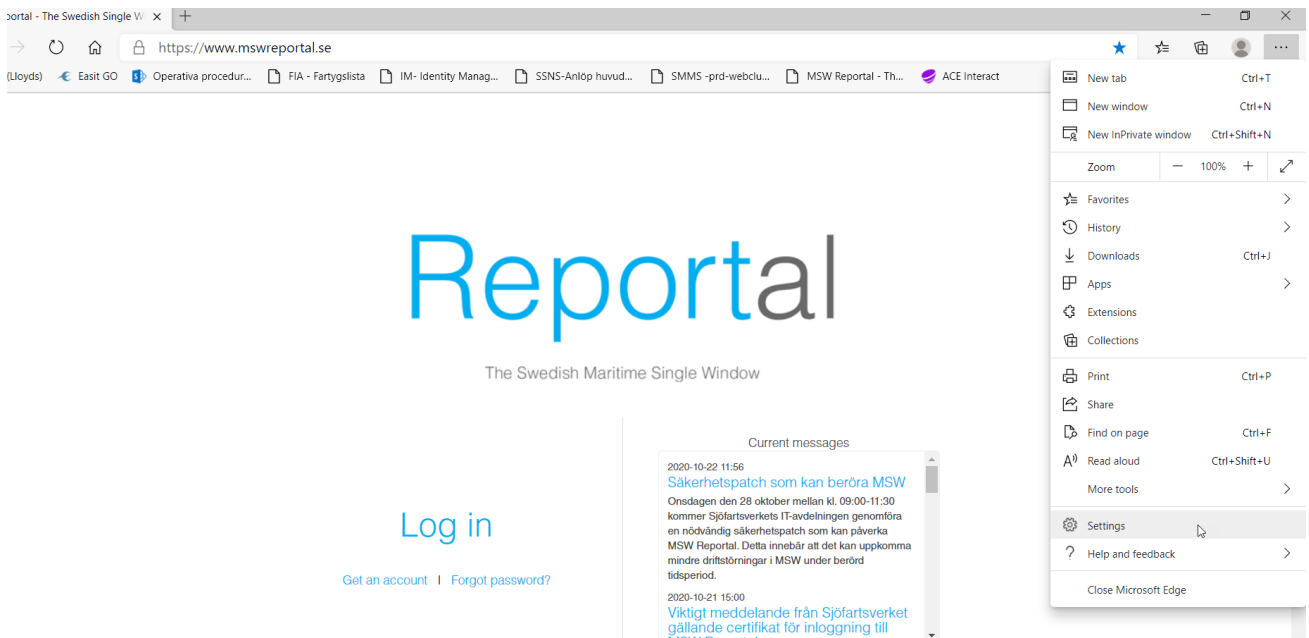 portal - The Swedish Single W
https://www.mswreportal.se
(Lloyds) Easit GO Operativa procedur... FIA - Fartygslista IM- Identity Manag... SSNS-Anlöp huvud... SMMS -prd-webclu... MSW Reportal - Th... ACE Interact
New tab Ctrl+T
New window Ctrl+N
New InPrivate window Ctrl+Shift+N
Zoom − 100% +
Favorites
History
Downloads Ctrl+J
Apps
Extensions
Collections
Print Ctrl+P
Share
Find on page Ctrl+F
Read aloud Ctrl+Shift+U
More tools
Settings
Help and feedback
Close Microsoft Edge
Reportal
The Swedish Maritime Single Window
Log in
Get an account I Forgot password?
Current messages
2020-10-22 11:56
Säkerhetspatch som kan beröra MSW
Onsdagen den 28 oktober mellan kl. 09:00-11:30
kommer Sjöfartsverkets IT-avdelningen genomföra
en nödvändig säkerhetspatch som kan påverka
MSW Reportal. Detta innebär att det kan uppkomma
mindre driftstörningar i MSW under berörd
tidsperiod.
2020-10-21 15:00
Viktigt meddelande från Sjöfartsverket
gällande certifikat för inloggning till